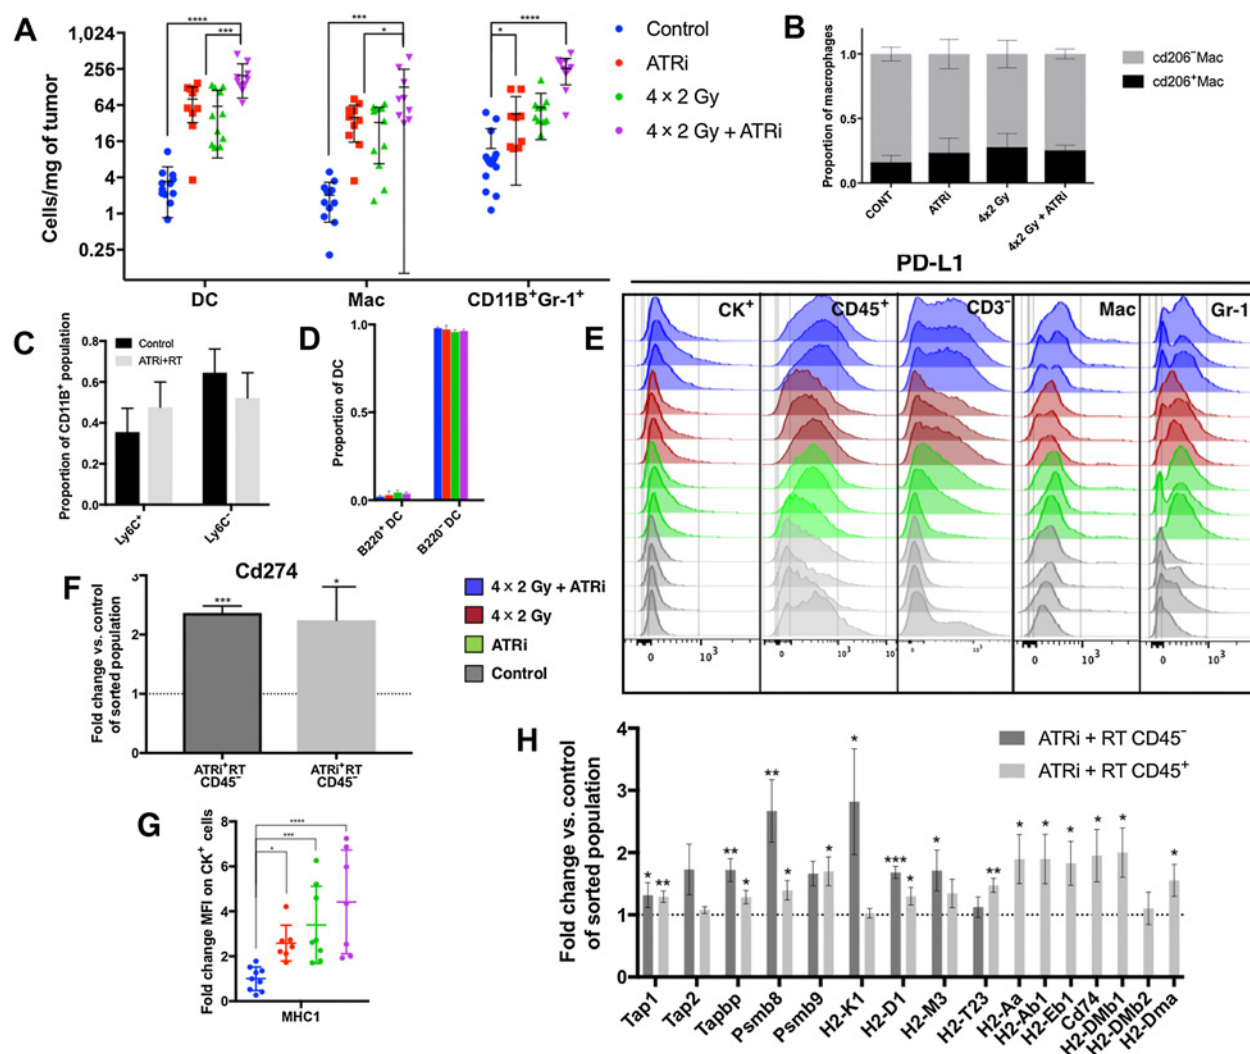 A
Cells/mg of tumor
1,024
256
64
16
4
1
0.25
****
***
***
*
****
*
DC
Mac
CD11B⁺Gr-1⁺
Control
ATRi
4 × 2 Gy
4 × 2 Gy + ATRi
B
Proportion of macrophages
1.0
0.5
0.0
CONT
ATRi
4x2 Gy
4x2 Gy + ATRi
cd206⁻Mac
cd206⁺Mac
C
Proportion of CD11B⁺ population
0.8
0.6
0.4
0.2
0.0
Control
ATRi+RT
Ly6C⁺
Ly6C⁻
D
Proportion of DC
1.0
0.5
0.0
B220⁺ DC
B220⁻ DC
E
PD-L1
CK⁺
CD45⁺
CD3⁻
Mac
Gr-1
0 10³
0 10³
0 10³
0 10³
0 10³
F
Cd274
Fold change vs. control
of sorted population
3
2
1
0
***
*
ATRi⁺RT
CD45⁻
ATRi⁺RT
CD45⁻
4 × 2 Gy + ATRi
4 × 2 Gy
ATRi
Control
G
Fold change MFI on CK⁺ cells
8
6
4
2
0
****
***
*
MHC1
H
Fold change vs. control
of sorted population
4
3
2
1
0
ATRi + RT CD45⁻
ATRi + RT CD45⁺
* ** ** * ** * * * *** * * ** * * * * * *
Tap1
Tap2
Tapbp
Psmb8
Psmb9
H2-K1
H2-D1
H2-M3
H2-T23
H2-Aa
H2-Ab1
H2-Eb1
Cd74
H2-DMb1
H2-DMb2
H2-Dma